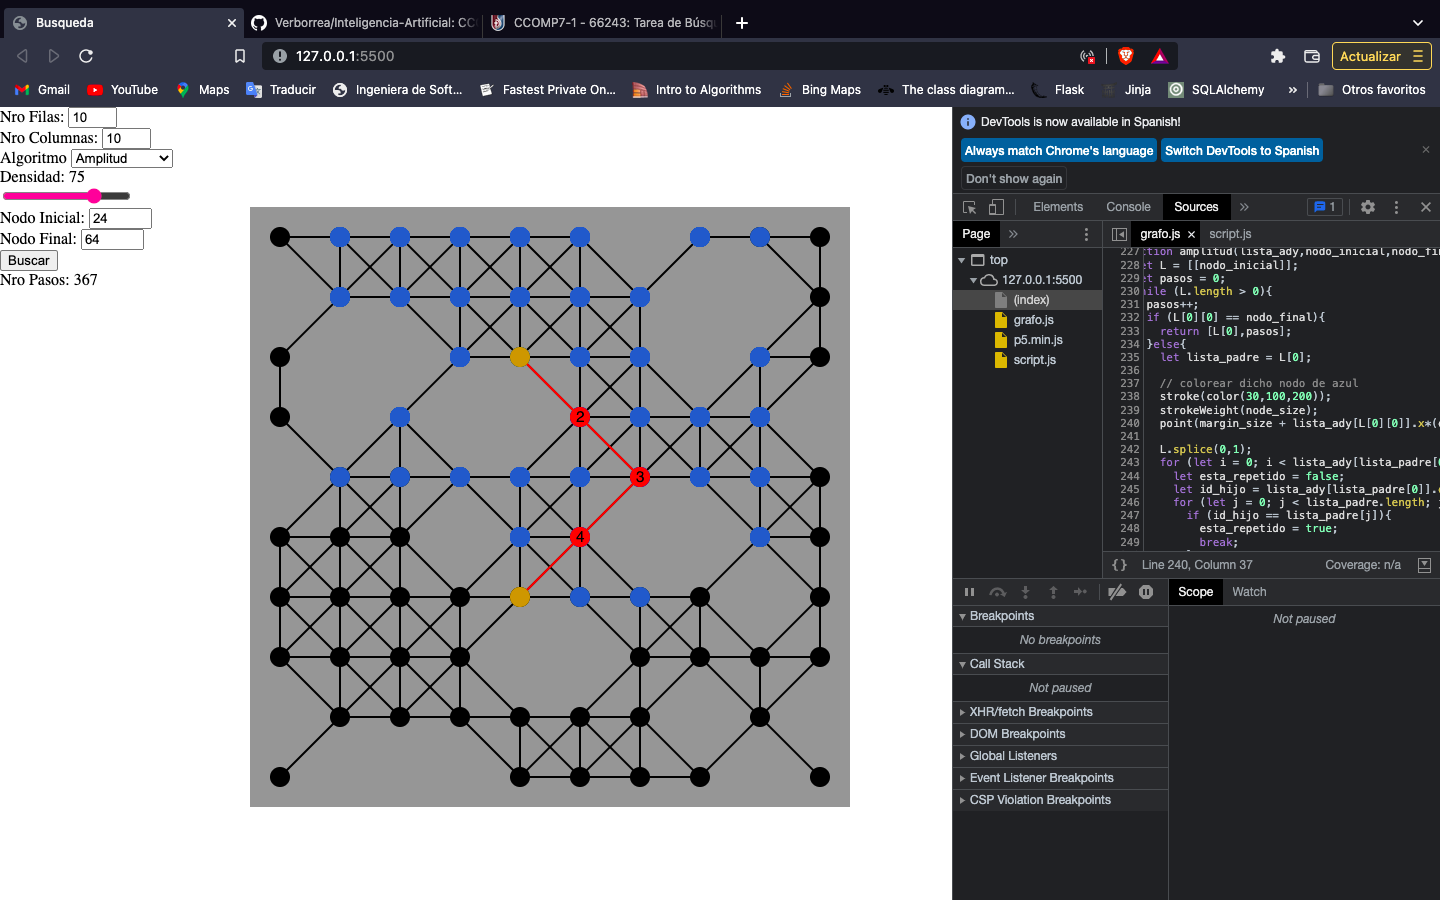 Busqueda
Verborrea/Inteligencia-Artificial: CC
CCOMP7-1 - 66243: Tarea de Búsq
127.0.0.1:5500
Actualizar
Gmail
YouTube
Maps
Traducir
Ingeniera de Soft...
Fastest Private On...
Intro to Algorithms
Bing Maps
The class diagram...
Flask
Jinja
SQLAlchemy
»
Otros favoritos
Nro Filas: 10
Nro Columnas: 10
Algoritmo Amplitud
Densidad: 75
Nodo Inicial: 24
Nodo Final: 64
Buscar
Nro Pasos: 367
2
3
4
DevTools is now available in Spanish!
Always match Chrome's language
Switch DevTools to Spanish
Don't show again
Elements
Console
Sources
»
1
Page
»
grafo.js
script.js
top
127.0.0.1:5500
(index)
grafo.js
p5.min.js
script.js
227 ction amplitud(lista_ady,nodo_inicial,nodo_fin
228 et L = [[nodo_inicial]];
229 et pasos = 0;
230 hile (L.length > 0){
231 pasos++;
232 if (L[0][0] == nodo_final){
233 return [L[0],pasos];
234 }else{
235 let lista_padre = L[0];
236
237 // colorear dicho nodo de azul
238 stroke(color(30,100,200));
239 strokeWeight(node_size);
240 point(margin_size + lista_ady[L[0][0]].x*(
241
242 L.splice(0,1);
243 for (let i = 0; i < lista_ady[lista_padre[0
244 let esta_repetido = false;
245 let id_hijo = lista_ady[lista_padre[0]].
246 for (let j = 0; j < lista_padre.length; j
247 if (id_hijo == lista_padre[j]){
248 esta_repetido = true;
249 break;
{} Line 240, Column 37
Coverage: n/a
Scope
Watch
Breakpoints
No breakpoints
Not paused
Call Stack
Not paused
XHR/fetch Breakpoints
DOM Breakpoints
Global Listeners
Event Listener Breakpoints
CSP Violation Breakpoints